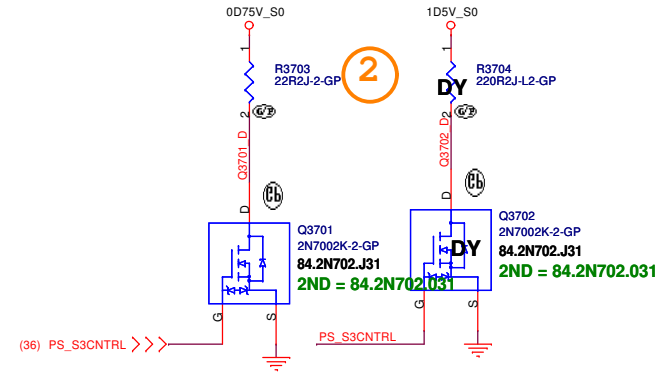 0D75V_S0
1
R3703
22R2J-2-GP
2
G/P
Q3701_D
D
Q3701
2N7002K-2-GP
84.2N702.J31
2ND = 84.2N702.031
G
S
(36) PS_S3CNTRL
2
1D5V_S0
1
R3704
220R2J-L2-GP
DY
2
G/P
Q3702_D
D
Q3702
2N7002K-2-GP
DY
84.2N702.J31
2ND = 84.2N702.031
G
S
PS_S3CNTRL